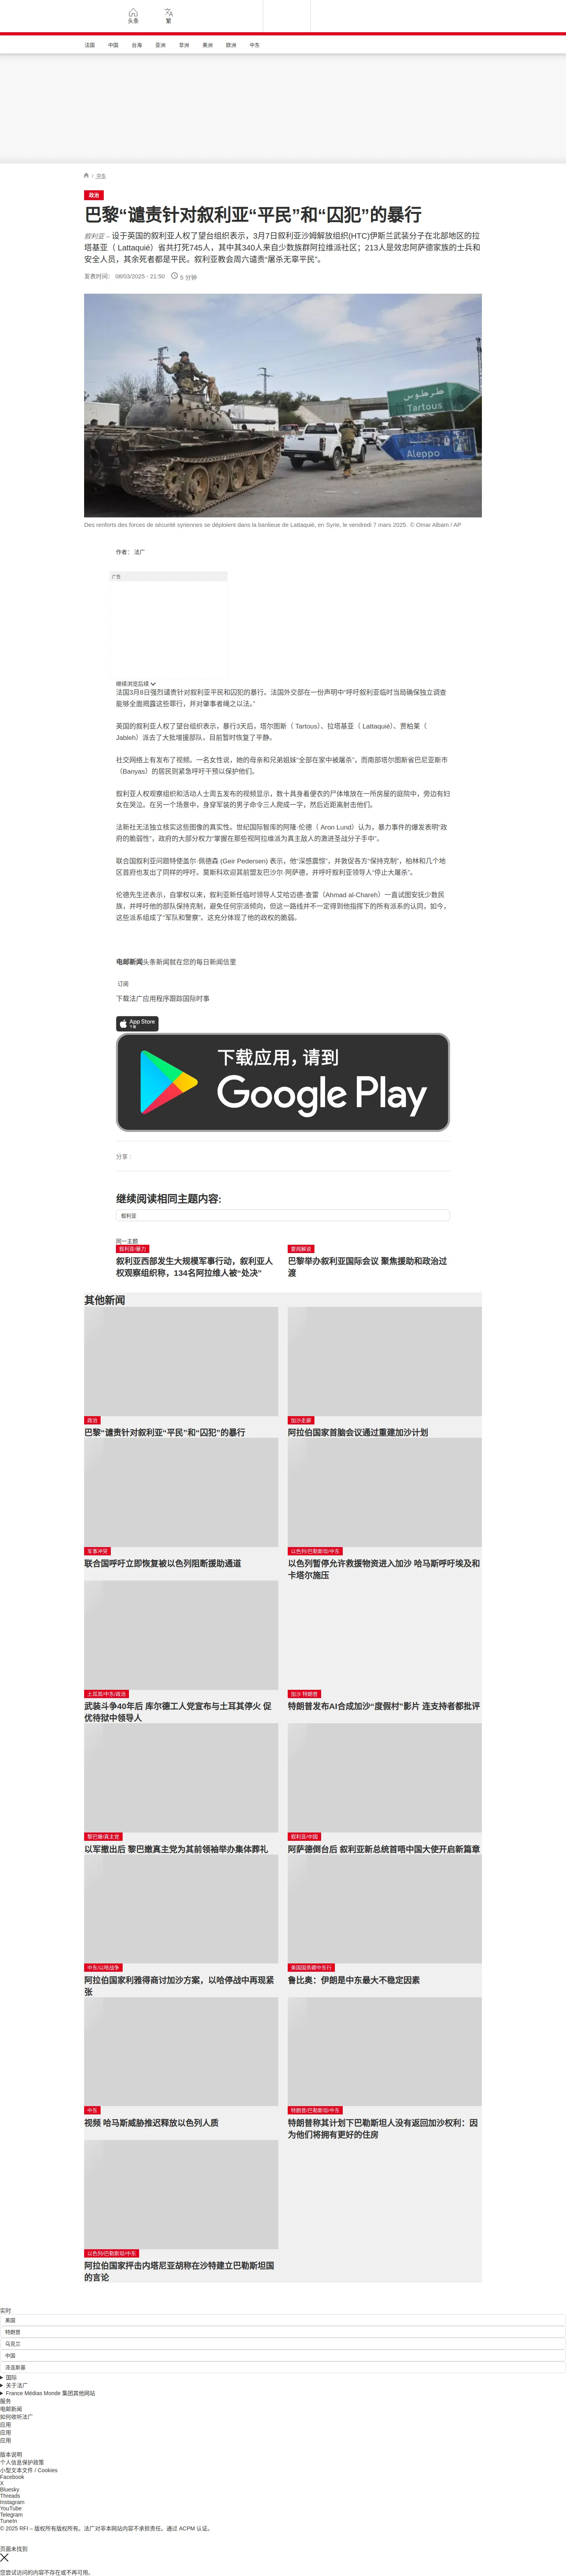 头条
繁
法国 中国 台海 亚洲 非洲 美洲 欧洲 中东
/ 中东
政治
巴黎“谴责针对叙利亚“平民”和“囚犯”的暴行
叙利亚 – 设于英国的叙利亚人权了望台组织表示，3月7日叙利亚沙姆解放组织(HTC)伊斯兰武装分子在北部地区的拉
塔基亚（ Lattaquié）省共打死745人，其中其340人来自少数族群阿拉维派社区；213人是效忠阿萨德家族的士兵和
安全人员，其余死者都是平民。叙利亚教会周六谴责“屠杀无辜平民”。
发表时间： 08/03/2025 - 21:50 5 分钟
طرطوس
Tartous
Aleppo
Des renforts des forces de sécurité syriennes se déploient dans la banlieue de Lattaquié, en Syrie, le vendredi 7 mars 2025. © Omar Albam / AP
作者： 法广
广告
继续浏览后续
法国3月8日强烈谴责针对叙利亚平民和囚犯的暴行。法国外交部在一份声明中“呼吁叙利亚临时当局确保独立调查
能够全面揭露这些罪行，并对肇事者绳之以法。”
英国的叙利亚人权了望台组织表示，暴行3天后，塔尔图斯（ Tartous）、拉塔基亚（ Lattaquié）、贾柏莱（
Jableh）派去了大批增援部队，目前暂时恢复了平静。
社交网络上有发布了视频。一名女性说，她的母亲和兄弟姐妹“全部在家中被屠杀”，而南部塔尔图斯省巴尼亚斯市
（Banyas）的居民则紧急呼吁干预以保护他们。
叙利亚人权观察组织和活动人士周五发布的视频显示，数十具身着便衣的尸体堆放在一所房屋的庭院中，旁边有妇
女在哭泣。在另一个场景中，身穿军装的男子命令三人爬成一字，然后近距离射击他们。
法新社无法独立核实这些图像的真实性。世纪国际智库的阿隆·伦德（ Aron Lund）认为，暴力事件的爆发表明“政
府的脆弱性”，政府的大部分权力“掌握在那些视阿拉维派为真主敌人的激进圣战分子手中”。
联合国叙利亚问题特使盖尔·佩德森 (Geir Pedersen) 表示，他“深感震惊”，并敦促各方“保持克制”，柏林和几个地
区首府也发出了同样的呼吁。莫斯科欢迎其前盟友巴沙尔·阿萨德，并呼吁叙利亚领导人“停止大屠杀”。
伦德先生还表示，自掌权以来，叙利亚新任临时领导人艾哈迈德-查雷（Ahmad al-Chareh）一直试图安抚少数民
族，并呼吁他的部队保持克制，避免任何宗派倾向，但这一路线并不一定得到他指挥下的所有派系的认同，如今，
这些派系组成了“军队和警察”。这充分体现了他的政权的脆弱。
电邮新闻头条新闻就在您的每日新闻信里
订阅
下载法广应用程序跟踪国际时事
App Store
下载
下载应用，请到
Google Play
分享 :
继续阅读相同主题内容:
叙利亚
同一主题
叙利亚/暴力
叙利亚西部发生大规模军事行动，叙利亚人
权观察组织称，134名阿拉维人被“处决”
要闻解说
巴黎举办叙利亚国际会议 聚焦援助和政治过
渡
其他新闻
政治
巴黎“谴责针对叙利亚“平民”和“囚犯”的暴行
加沙走廊
阿拉伯国家首脑会议通过重建加沙计划
军事冲突
联合国呼吁立即恢复被以色列阻断援助通道
以色列/巴勒斯坦/中东
以色列暂停允许救援物资进入加沙 哈马斯呼吁埃及和
卡塔尔施压
土耳其/中东/政治
武装斗争40年后 库尔德工人党宣布与土耳其停火 促
优待狱中领导人
加沙 特朗普
特朗普发布AI合成加沙“度假村”影片 连支持者都批评
黎巴嫩/真主党
以军撤出后 黎巴嫩真主党为其前领袖举办集体葬礼
叙利亚/中国
阿萨德倒台后 叙利亚新总统首唔中国大使开启新篇章
中东/以哈战争
阿拉伯国家利雅得商讨加沙方案，以哈停战中再现紧
张
美国国务卿中东行
鲁比奥：伊朗是中东最大不稳定因素
中东
视频 哈马斯威胁推迟释放以色列人质
特朗普/巴勒斯坦/中东
特朗普称其计划下巴勒斯坦人没有返回加沙权利：因
为他们将拥有更好的住房
以色列/巴勒斯坦/中东
阿拉伯国家抨击内塔尼亚胡称在沙特建立巴勒斯坦国
的言论
实时
美国
特朗普
乌克兰
中国
泽连斯基
国际
关于法广
France Médias Monde 集团其他网站
服务
电邮新闻
如何收听法广
应用
应用
应用
版本说明
个人信息保护政策
小型文本文件 / Cookies
Facebook
X
Bluesky
Threads
Instagram
YouTube
Telegram
TuneIn
© 2025 RFI – 版权所有版权所有。法广对非本网站内容不承担责任。通过 ACPM 认证。
页面未找到
您尝试访问的内容不存在或不再可用。